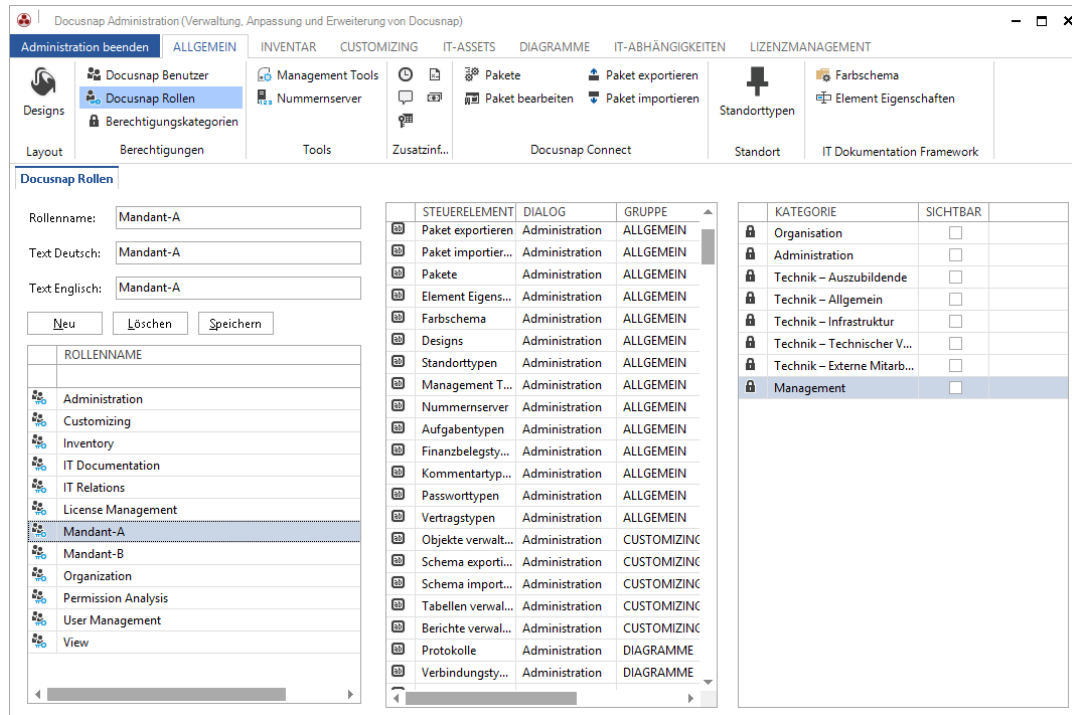 Docusnap Administration (Verwaltung, Anpassung und Erweiterung von Docusnap)
Administration beenden ALLGEMEIN INVENTAR CUSTOMIZING IT-ASSETS DIAGRAMME IT-ABHÄNGIGKEITEN LIZENZMANAGEMENT
Designs
Layout
Docusnap Benutzer
Docusnap Rollen
Berechtigungskategorien
Berechtigungen
Management Tools
Nummernserver
Tools
Zusatzinf...
Pakete
Paket bearbeiten
Paket exportieren
Paket importieren
Docusnap Connect
Standorttypen
Standort
Farbschema
Element Eigenschaften
IT Dokumentation Framework
Docusnap Rollen
Rollenname: Mandant-A
Text Deutsch: Mandant-A
Text Englisch: Mandant-A
Neu Löschen Speichern
ROLLENNAME
Administration
Customizing
Inventory
IT Documentation
IT Relations
License Management
Mandant-A
Mandant-B
Organization
Permission Analysis
User Management
View
STEUERELEMENT DIALOG GRUPPE
Paket exportieren Administration ALLGEMEIN
Paket importier... Administration ALLGEMEIN
Pakete Administration ALLGEMEIN
Element Eigens... Administration ALLGEMEIN
Farbschema Administration ALLGEMEIN
Designs Administration ALLGEMEIN
Standorttypen Administration ALLGEMEIN
Management T... Administration ALLGEMEIN
Nummernserver Administration ALLGEMEIN
Aufgabentypen Administration ALLGEMEIN
Finanzbelegsty... Administration ALLGEMEIN
Kommentartyp... Administration ALLGEMEIN
Passworttypen Administration ALLGEMEIN
Vertragstypen Administration ALLGEMEIN
Objekte verwalt... Administration CUSTOMIZING
Schema exporti... Administration CUSTOMIZING
Schema import... Administration CUSTOMIZING
Tabellen verwal... Administration CUSTOMIZING
Berichte verwal... Administration CUSTOMIZING
Protokolle Administration DIAGRAMME
Verbindungsty... Administration DIAGRAMME
KATEGORIE SICHTBAR
Organisation
Administration
Technik – Auszubildende
Technik – Allgemein
Technik – Infrastruktur
Technik – Technischer V...
Technik – Externe Mitarb...
Management